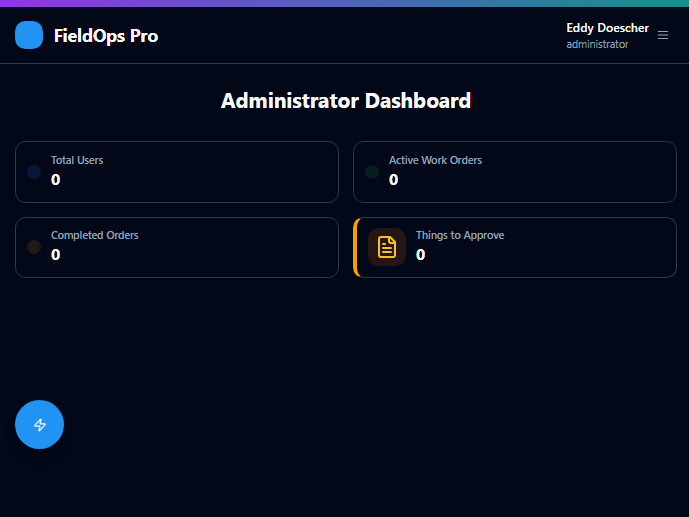 FieldOps Pro
Eddy Doescher
administrator
Administrator Dashboard
Total Users
0
Active Work Orders
0
Completed Orders
0
Things to Approve
0